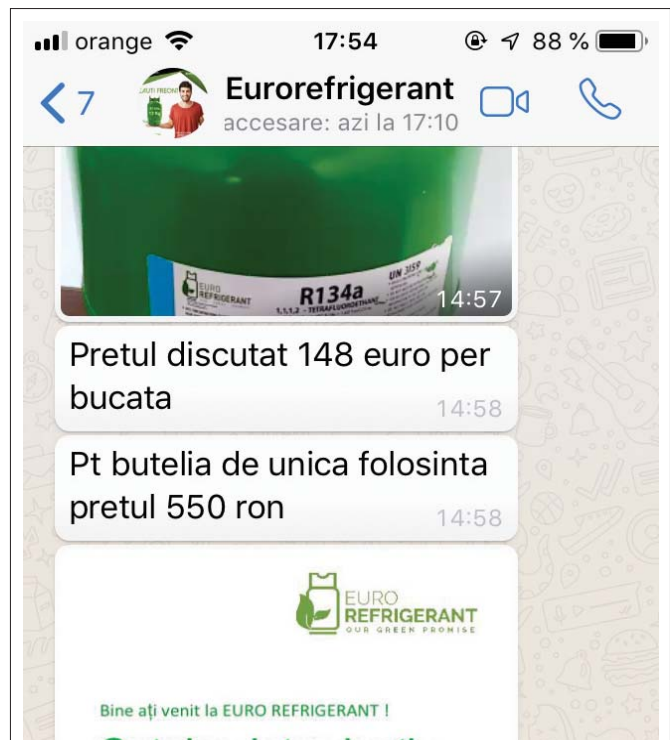 orange 17:54 88 %
7 Eurorefrigerant
accesare: azi la 17:10
EURO
REFRIGERANT
R134a
UN 3159
1,1,1,2 - TETRAFLUOROETHANE
14:57
Pretul discutat 148 euro per
bucata
14:58
Pt butelia de unica folosinta
pretul 550 ron
14:58
EURO
REFRIGERANT
OUR GREEN PROMISE
Bine ați venit la EURO REFRIGERANT !